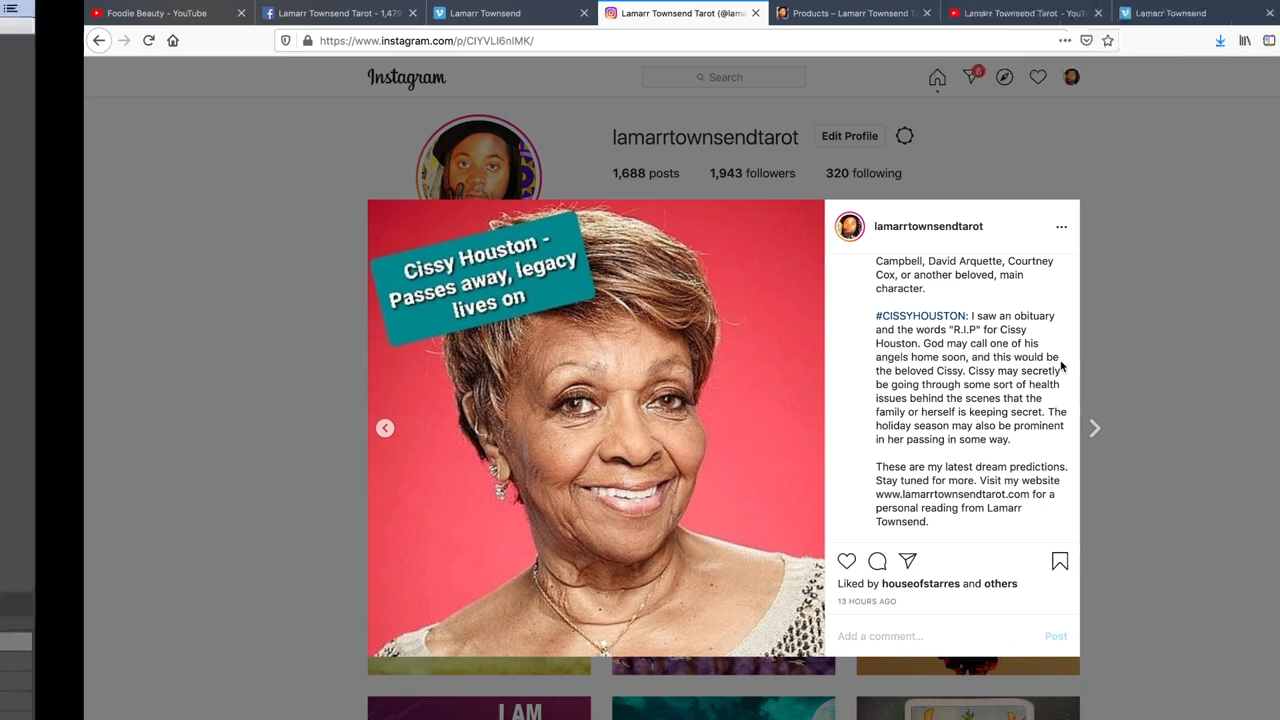 Foodie Beauty - YouTube
Lamarr Townsend Tarot - 1,479
Lamarr Townsend
Lamarr Townsend Tarot (@lama
Products – Lamarr Townsend T
Lamarr Townsend Tarot - YouT
Lamarr Townsend
https://www.instagram.com/p/CIYVLI6nIMK/
Instagram
Search
6
lamarrtownsendtarot
Edit Profile
1,688 posts
1,943 followers
320 following
Cissy Houston -
Passes away, legacy
lives on
lamarrtownsendtarot
Campbell, David Arquette, Courtney
Cox, or another beloved, main
character.
#CISSYHOUSTON: I saw an obituary
and the words "R.I.P" for Cissy
Houston. God may call one of his
angels home soon, and this would be
the beloved Cissy. Cissy may secretly
be going through some sort of health
issues behind the scenes that the
family or herself is keeping secret. The
holiday season may also be prominent
in her passing in some way.
These are my latest dream predictions.
Stay tuned for more. Visit my website
www.lamarrtownsendtarot.com for a
personal reading from Lamarr
Townsend.
Liked by houseofstarres and others
13 HOURS AGO
Add a comment...
Post
I AM